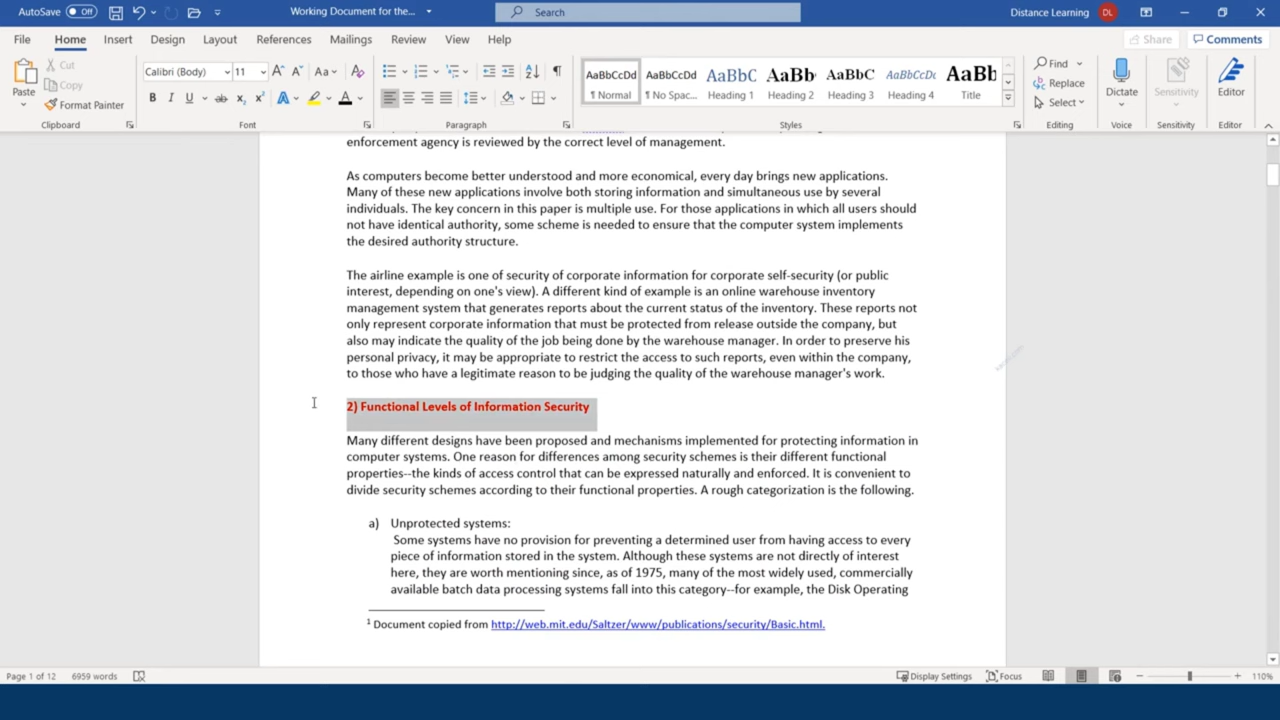 AutoSave Off Working Document for the... Search Distance Learning DL
File Home Insert Design Layout References Mailings Review View Help Share Comments
Paste Cut Copy Format Painter Clipboard
Calibri (Body) 11 Font
Paragraph
AaBbCcDd ¶ Normal AaBbCcDd ¶ No Spac... AaBbC Heading 1 AaBb Heading 2 AaBbC Heading 3 AaBbCcDc Heading 4 AaBb Title Styles
Find Replace Select Editing
Dictate Voice
Sensitivity Sensitivity
Editor Editor
enforcement agency is reviewed by the correct level of management.
As computers become better understood and more economical, every day brings new applications.
Many of these new applications involve both storing information and simultaneous use by several
individuals. The key concern in this paper is multiple use. For those applications in which all users should
not have identical authority, some scheme is needed to ensure that the computer system implements
the desired authority structure.
The airline example is one of security of corporate information for corporate self-security (or public
interest, depending on one's view). A different kind of example is an online warehouse inventory
management system that generates reports about the current status of the inventory. These reports not
only represent corporate information that must be protected from release outside the company, but
also may indicate the quality of the job being done by the warehouse manager. In order to preserve his
personal privacy, it may be appropriate to restrict the access to such reports, even within the company,
to those who have a legitimate reason to be judging the quality of the warehouse manager's work.
2) Functional Levels of Information Security
Many different designs have been proposed and mechanisms implemented for protecting information in
computer systems. One reason for differences among security schemes is their different functional
properties--the kinds of access control that can be expressed naturally and enforced. It is convenient to
divide security schemes according to their functional properties. A rough categorization is the following.
a) Unprotected systems:
Some systems have no provision for preventing a determined user from having access to every
piece of information stored in the system. Although these systems are not directly of interest
here, they are worth mentioning since, as of 1975, many of the most widely used, commercially
available batch data processing systems fall into this category--for example, the Disk Operating
1 Document copied from http://web.mit.edu/Saltzer/www/publications/security/Basic.html.
Page 1 of 12 6959 words Display Settings Focus 110%